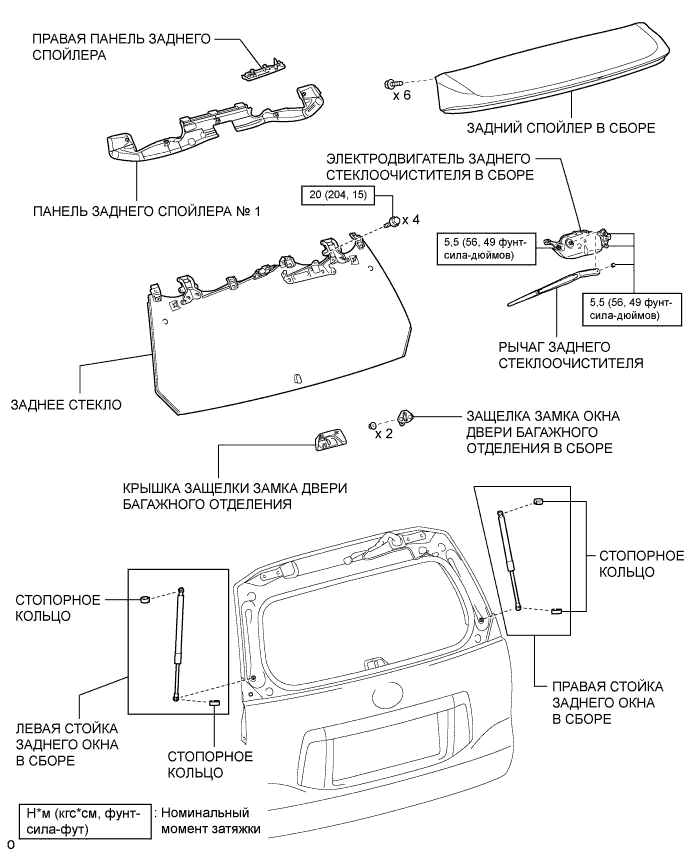 ПРАВАЯ ПАНЕЛЬ ЗАДНЕГО
СПОЙЛЕРА
x 6
ЗАДНИЙ СПОЙЛЕР В СБОРЕ
ЭЛЕКТРОДВИГАТЕЛЬ ЗАДНЕГО
СТЕКЛООЧИСТИТЕЛЯ В СБОРЕ
20 (204, 15)
ПАНЕЛЬ ЗАДНЕГО СПОЙЛЕРА № 1
x 4
5,5 (56, 49 фунт-
сила-дюймов)
5,5 (56, 49 фунт-
сила-дюймов)
РЫЧАГ ЗАДНЕГО
СТЕКЛООЧИСТИТЕЛЯ
ЗАДНЕЕ СТЕКЛО
x 2
ЗАЩЕЛКА ЗАМКА ОКНА
ДВЕРИ БАГАЖНОГО
ОТДЕЛЕНИЯ В СБОРЕ
КРЫШКА ЗАЩЕЛКИ ЗАМКА ДВЕРИ
БАГАЖНОГО ОТДЕЛЕНИЯ
СТОПОРНОЕ
КОЛЬЦО
СТОПОРНОЕ
КОЛЬЦО
ПРАВАЯ СТОЙКА
ЗАДНЕГО ОКНА
В СБОРЕ
ЛЕВАЯ СТОЙКА
ЗАДНЕГО ОКНА
В СБОРЕ
СТОПОРНОЕ
КОЛЬЦО
Н*м (кгс*см, фунт-
сила-фут)
: Номинальный
момент затяжки
o